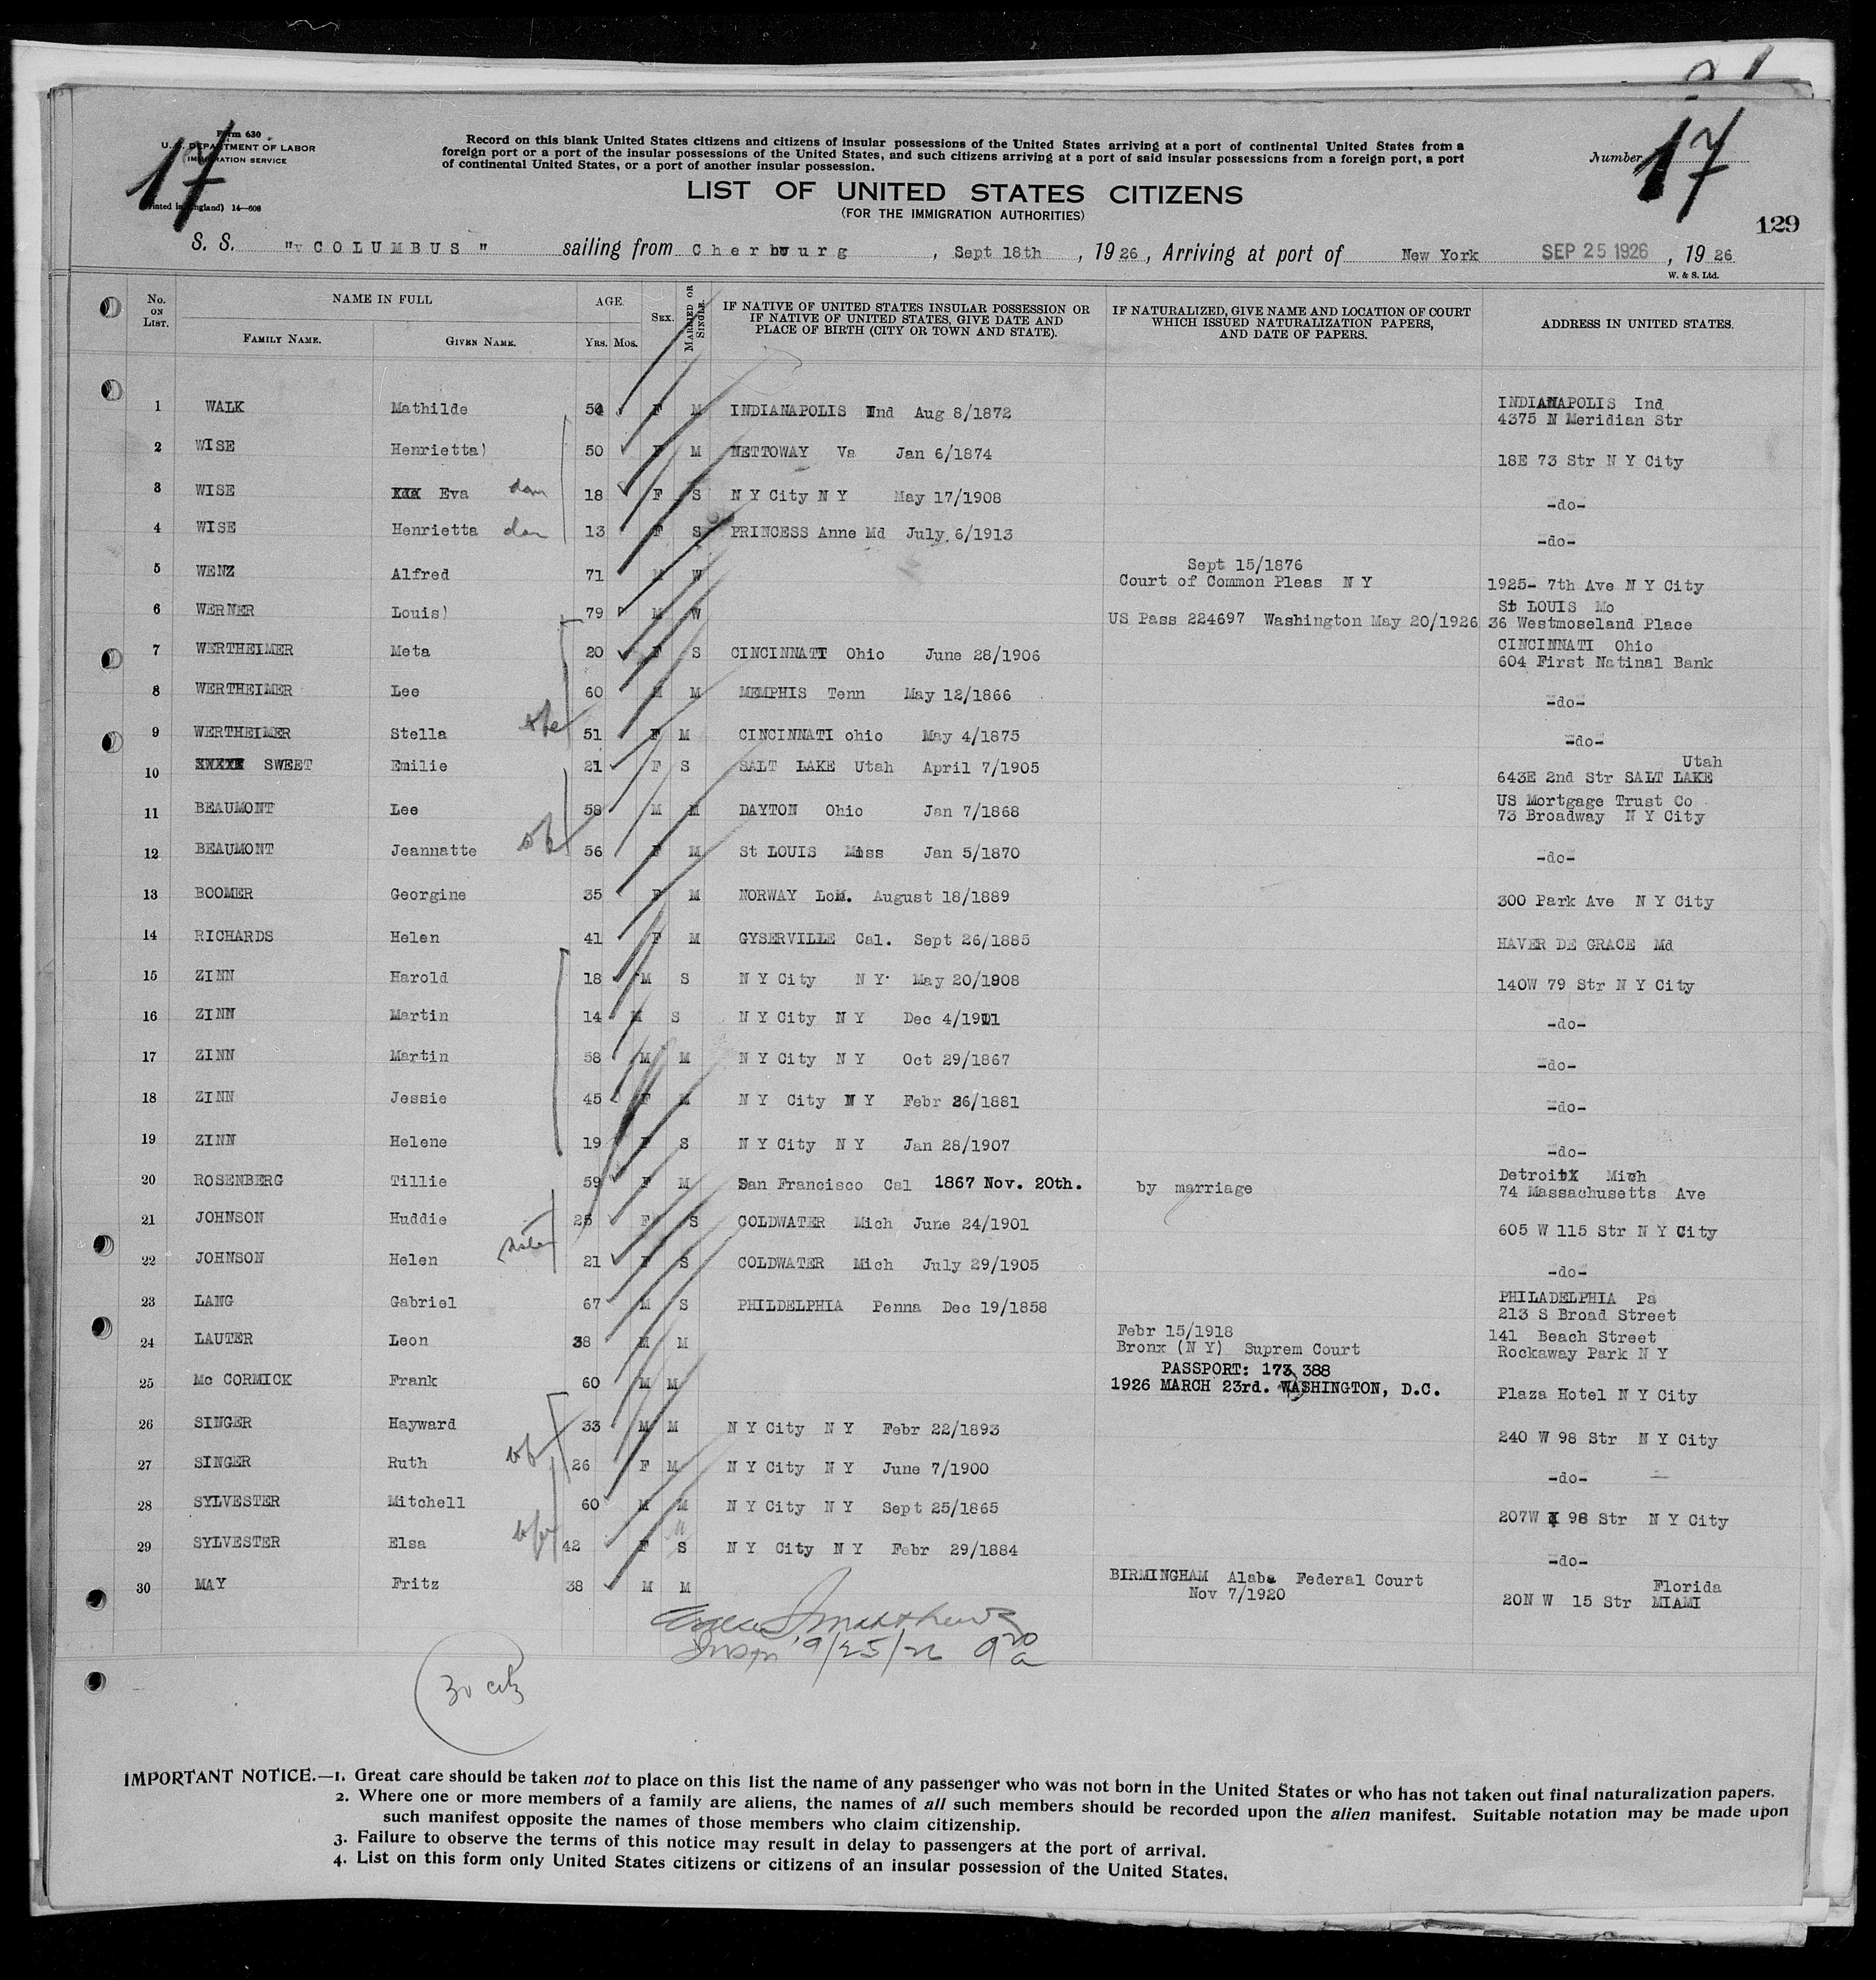 17
17
Form 630
U. S. DEPARTMENT OF LABOR
IMMIGRATION SERVICE
(Printed in England) 14—608
Record on this blank United States citizens and citizens of insular possessions of the United States arriving at a port of continental United States from a
foreign port or a port of the insular possessions of the United States, and such citizens arriving at a port of said insular possessions from a foreign port, a port
of continental United States, or a port of another insular possession.
Number
LIST OF UNITED STATES CITIZENS
(FOR THE IMMIGRATION AUTHORITIES)
129
S. S. "COLUMBUS" sailing from Cherbourg, Sept 18th, 1926, Arriving at port of New York SEP 25 1926, 1926
W. & S. Ltd.
No. ON LIST. NAME IN FULL AGE. SEX. MARRIED OR SINGLE. IF NATIVE OF UNITED STATES INSULAR POSSESSION OR IF NATIVE OF UNITED STATES, GIVE DATE AND PLACE OF BIRTH (CITY OR TOWN AND STATE). IF NATURALIZED, GIVE NAME AND LOCATION OF COURT WHICH ISSUED NATURALIZATION PAPERS, AND DATE OF PAPERS. ADDRESS IN UNITED STATES.
FAMILY NAME. GIVEN NAME. YRS. MOS.
1 WALK Mathilde 54 F M INDIANAPOLIS Ind Aug 8/1872 INDIANAPOLIS Ind
4375 N Meridian Str
2 WISE Henrietta) 50 F M NETTOWAY Va Jan 6/1874 18E 73 Str N Y City
3 WISE Eva dau 18 F S N Y City N Y May 17/1908 -do-
4 WISE Henrietta dau 13 F S PRINCESS Anne Md July 6/1913 -do-
5 WENZ Alfred 71 M W Sept 15/1876
Court of Common Pleas N Y 1925- 7th Ave N Y City
6 WERNER Louis) 79 M W US Pass 224697 Washington May 20/1926 St LOUIS Mo
36 Westmoseland Place
7 WERTHEIMER Meta 20 F S CINCINNATI Ohio June 28/1906 CINCINNATI Ohio
604 First Natinal Bank
8 WERTHEIMER Lee 60 M M MEMPHIS Tenn May 12/1866 -do-
9 WERTHEIMER Stella 51 F M CINCINNATI ohio May 4/1875 -do-
10 SWEET Emilie 21 F S SALT LAKE Utah April 7/1905 Utah
643E 2nd Str SALT LAKE
11 BEAUMONT Lee 58 M M DAYTON Ohio Jan 7/1868 US Mortgage Trust Co
73 Broadway N Y City
12 BEAUMONT Jeannatte 56 F M St LOUIS Miss Jan 5/1870 -do-
13 BOOMER Georgine 35 F M NORWAY August 18/1889 300 Park Ave N Y City
14 RICHARDS Helen 41 F M GYSERVILLE Cal. Sept 26/1885 HAVER DE GRACE Md
15 ZINN Harold 18 M S N Y City N Y May 20/1908 140W 79 Str N Y City
16 ZINN Martin 14 M S N Y City N Y Dec 4/1911 -do-
17 ZINN Martin 58 M M N Y City N Y Oct 29/1867 -do-
18 ZINN Jessie 45 F M N Y City N Y Febr 26/1881 -do-
19 ZINN Helene 19 F S N Y City N Y Jan 28/1907 -do-
20 ROSENBERG Tillie 59 F M San Francisco Cal 1867 Nov. 20th. by marriage Detroit Mich
74 Massachusetts Ave
21 JOHNSON Huddie 25 F S COLDWATER Mich June 24/1901 605 W 115 Str N Y City
22 JOHNSON Helen 21 F S COLDWATER Mich July 29/1905 -do-
23 LANG Gabriel 67 M S PHILDELPHIA Penna Dec 19/1858 PHILADELPHIA Pa
213 S Broad Street
24 LAUTER Leon 38 M M Febr 15/1918
Bronx (N Y) Suprem Court 141 Beach Street
Rockaway Park N Y
25 Mc CORMICK Frank 60 M M PASSPORT: 173,388
1926 MARCH 23rd. WASHINGTON, D.C. Plaza Hotel N Y City
26 SINGER Hayward 33 M M N Y City N Y Febr 22/1893 240 W 98 Str N Y City
27 SINGER Ruth 26 F M N Y City N Y June 7/1900 -do-
28 SYLVESTER Mitchell 60 M M N Y City N Y Sept 25/1865 207W 98 Str N Y City
29 SYLVESTER Elsa 42 F S M N Y City N Y Febr 29/1884 -do-
30 MAY Fritz 38 M M BIRMINGHAM Alaba Federal Court
Nov 7/1920 Florida
20N W 15 Str MIAMI
Insp 9/25/26 9 20 a
30 cits
IMPORTANT NOTICE.—1. Great care should be taken not to place on this list the name of any passenger who was not born in the United States or who has not taken out final naturalization papers.
2. Where one or more members of a family are aliens, the names of all such members should be recorded upon the alien manifest. Suitable notation may be made upon
such manifest opposite the names of those members who claim citizenship.
3. Failure to observe the terms of this notice may result in delay to passengers at the port of arrival.
4. List on this form only United States citizens or citizens of an insular possession of the United States.